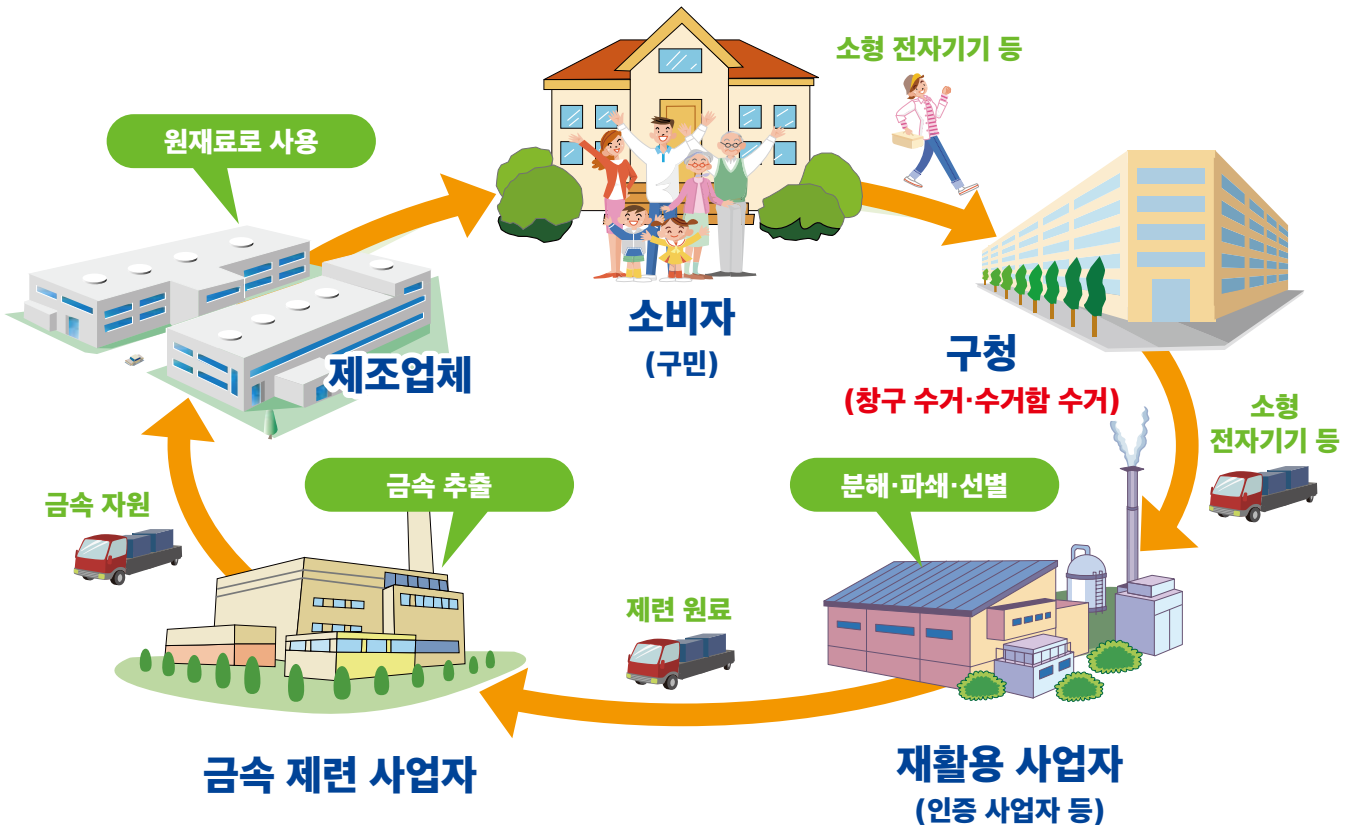 소형 전자기기 등
원재료로 사용
소비자
(구민)
구청
(창구 수거·수거함 수거)
제조업체
소형
전자기기 등
금속 추출
분해·파쇄·선별
금속 자원
제련 원료
금속 제련 사업자
재활용 사업자
(인증 사업자 등)